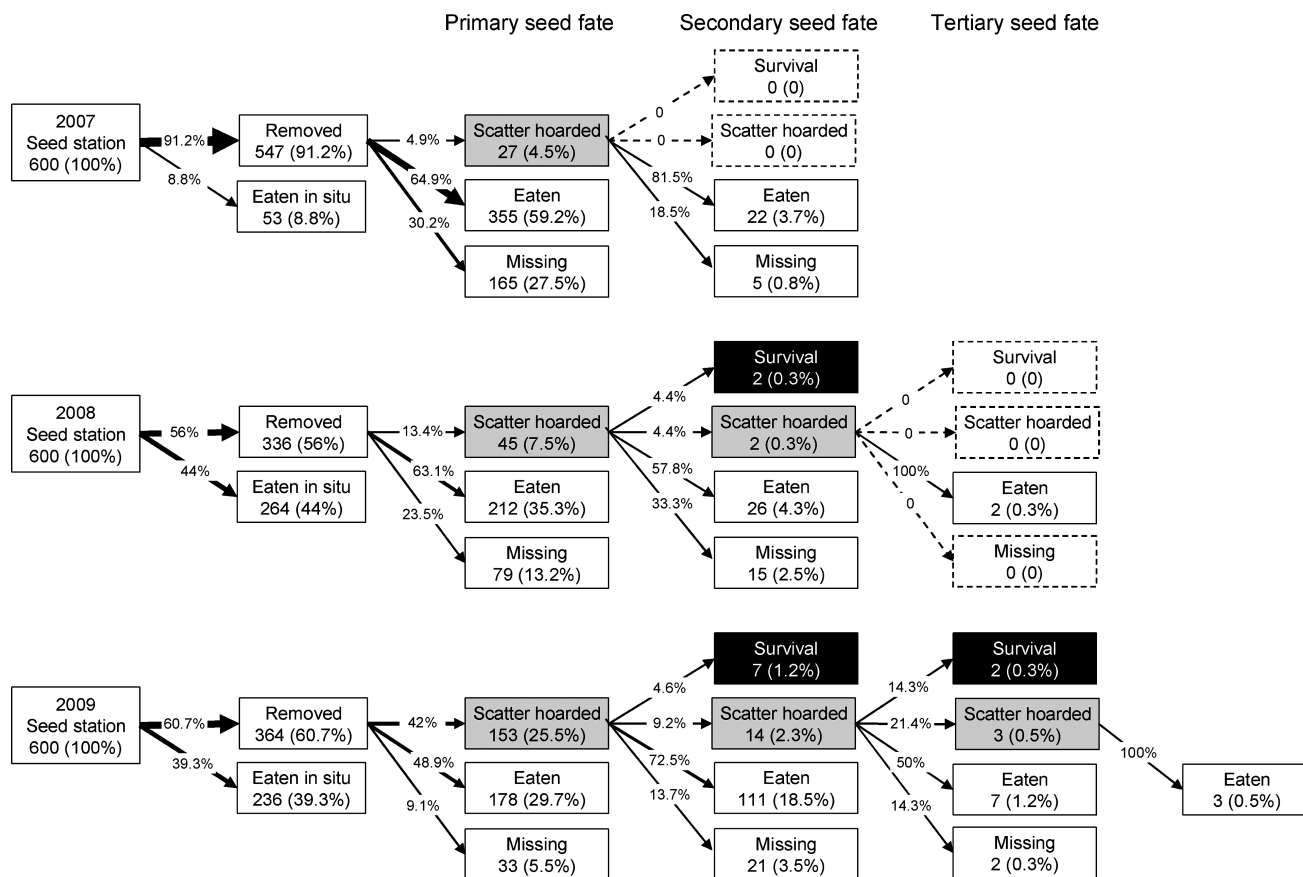 Primary seed fate
Secondary seed fate
Tertiary seed fate
2007
Seed station
600 (100%)
91.2%
8.8%
Removed
547 (91.2%)
Eaten in situ
53 (8.8%)
4.9%
64.9%
30.2%
Scatter hoarded
27 (4.5%)
Eaten
355 (59.2%)
Missing
165 (27.5%)
0
0
81.5%
18.5%
Survival
0 (0)
Scatter hoarded
0 (0)
Eaten
22 (3.7%)
Missing
5 (0.8%)
2008
Seed station
600 (100%)
56%
44%
Removed
336 (56%)
Eaten in situ
264 (44%)
13.4%
63.1%
23.5%
Scatter hoarded
45 (7.5%)
Eaten
212 (35.3%)
Missing
79 (13.2%)
4.4%
4.4%
57.8%
33.3%
Survival
2 (0.3%)
Scatter hoarded
2 (0.3%)
Eaten
26 (4.3%)
Missing
15 (2.5%)
0
0
100%
0
Survival
0 (0)
Scatter hoarded
0 (0)
Eaten
2 (0.3%)
Missing
0 (0)
2009
Seed station
600 (100%)
60.7%
39.3%
Removed
364 (60.7%)
Eaten in situ
236 (39.3%)
42%
48.9%
9.1%
Scatter hoarded
153 (25.5%)
Eaten
178 (29.7%)
Missing
33 (5.5%)
4.6%
9.2%
72.5%
13.7%
Survival
7 (1.2%)
Scatter hoarded
14 (2.3%)
Eaten
111 (18.5%)
Missing
21 (3.5%)
14.3%
21.4%
50%
14.3%
Survival
2 (0.3%)
Scatter hoarded
3 (0.5%)
Eaten
7 (1.2%)
Missing
2 (0.3%)
100%
Eaten
3 (0.5%)